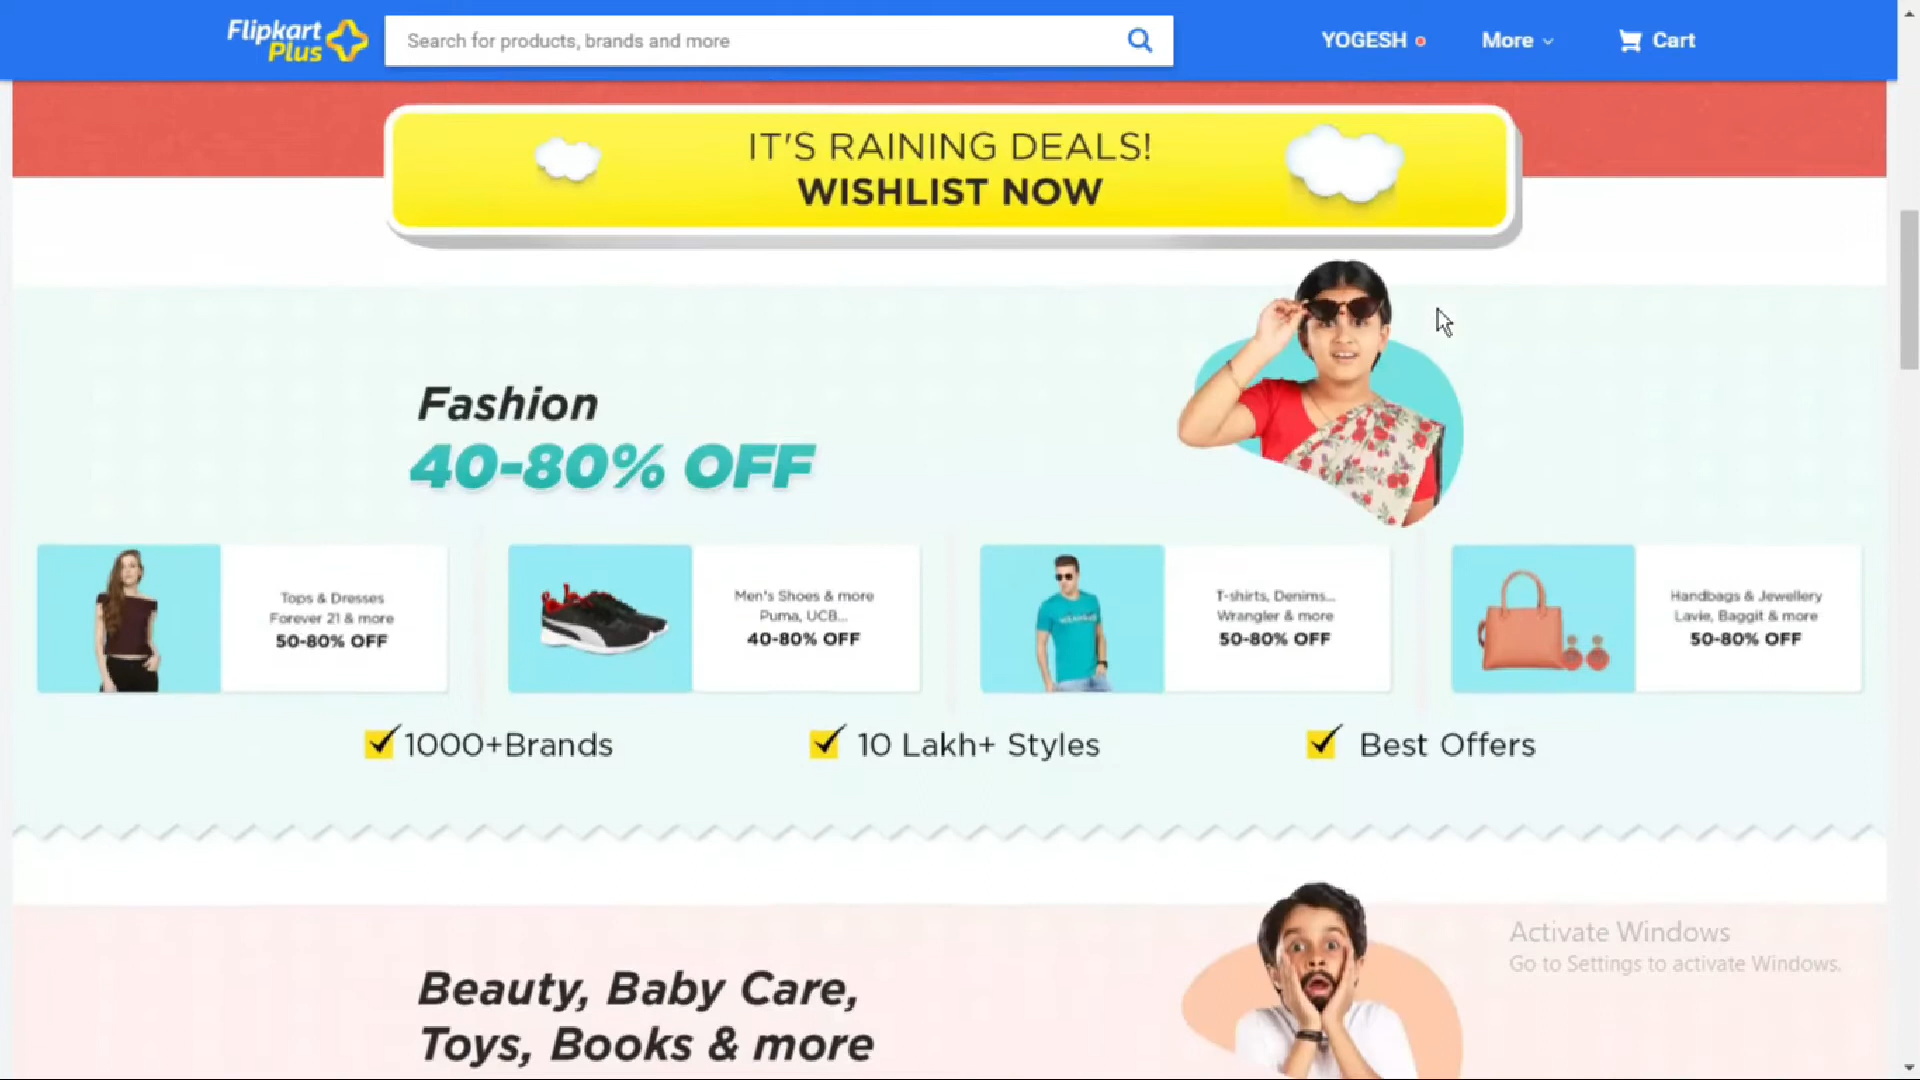 Flipkart
Plus
Search for products, brands and more
YOGESH
More
Cart
IT'S RAINING DEALS!
WISHLIST NOW
Fashion
40-80% OFF
Tops & Dresses
Forever 21 & more
50-80% OFF
Men's Shoes & more
Puma, UCB...
40-80% OFF
T-shirts, Denims...
Wrangler & more
50-80% OFF
Handbags & Jewellery
Lavie, Baggit & more
50-80% OFF
1000+Brands
10 Lakh+ Styles
Best Offers
Beauty, Baby Care,
Toys, Books & more
Activate Windows
Go to Settings to activate Windows.